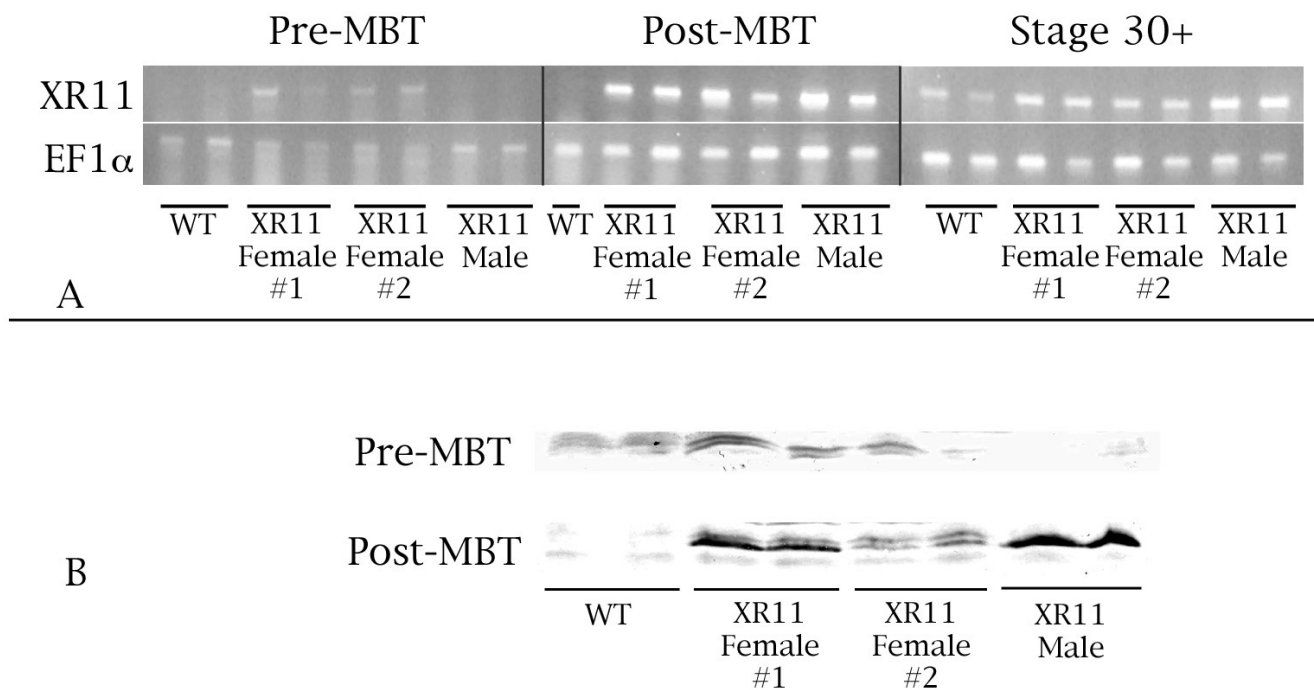 Pre-MBT Post-MBT Stage 30+
XR11
EF1α
WT XR11 XR11 XR11 WT XR11 XR11 XR11 WT XR11 XR11 XR11
Female Female Male Female Female Male Female Female Male
#1 #2 #1 #2 #1 #2
A
Pre-MBT
Post-MBT
B
WT XR11 XR11 XR11
Female Female Male
#1 #2